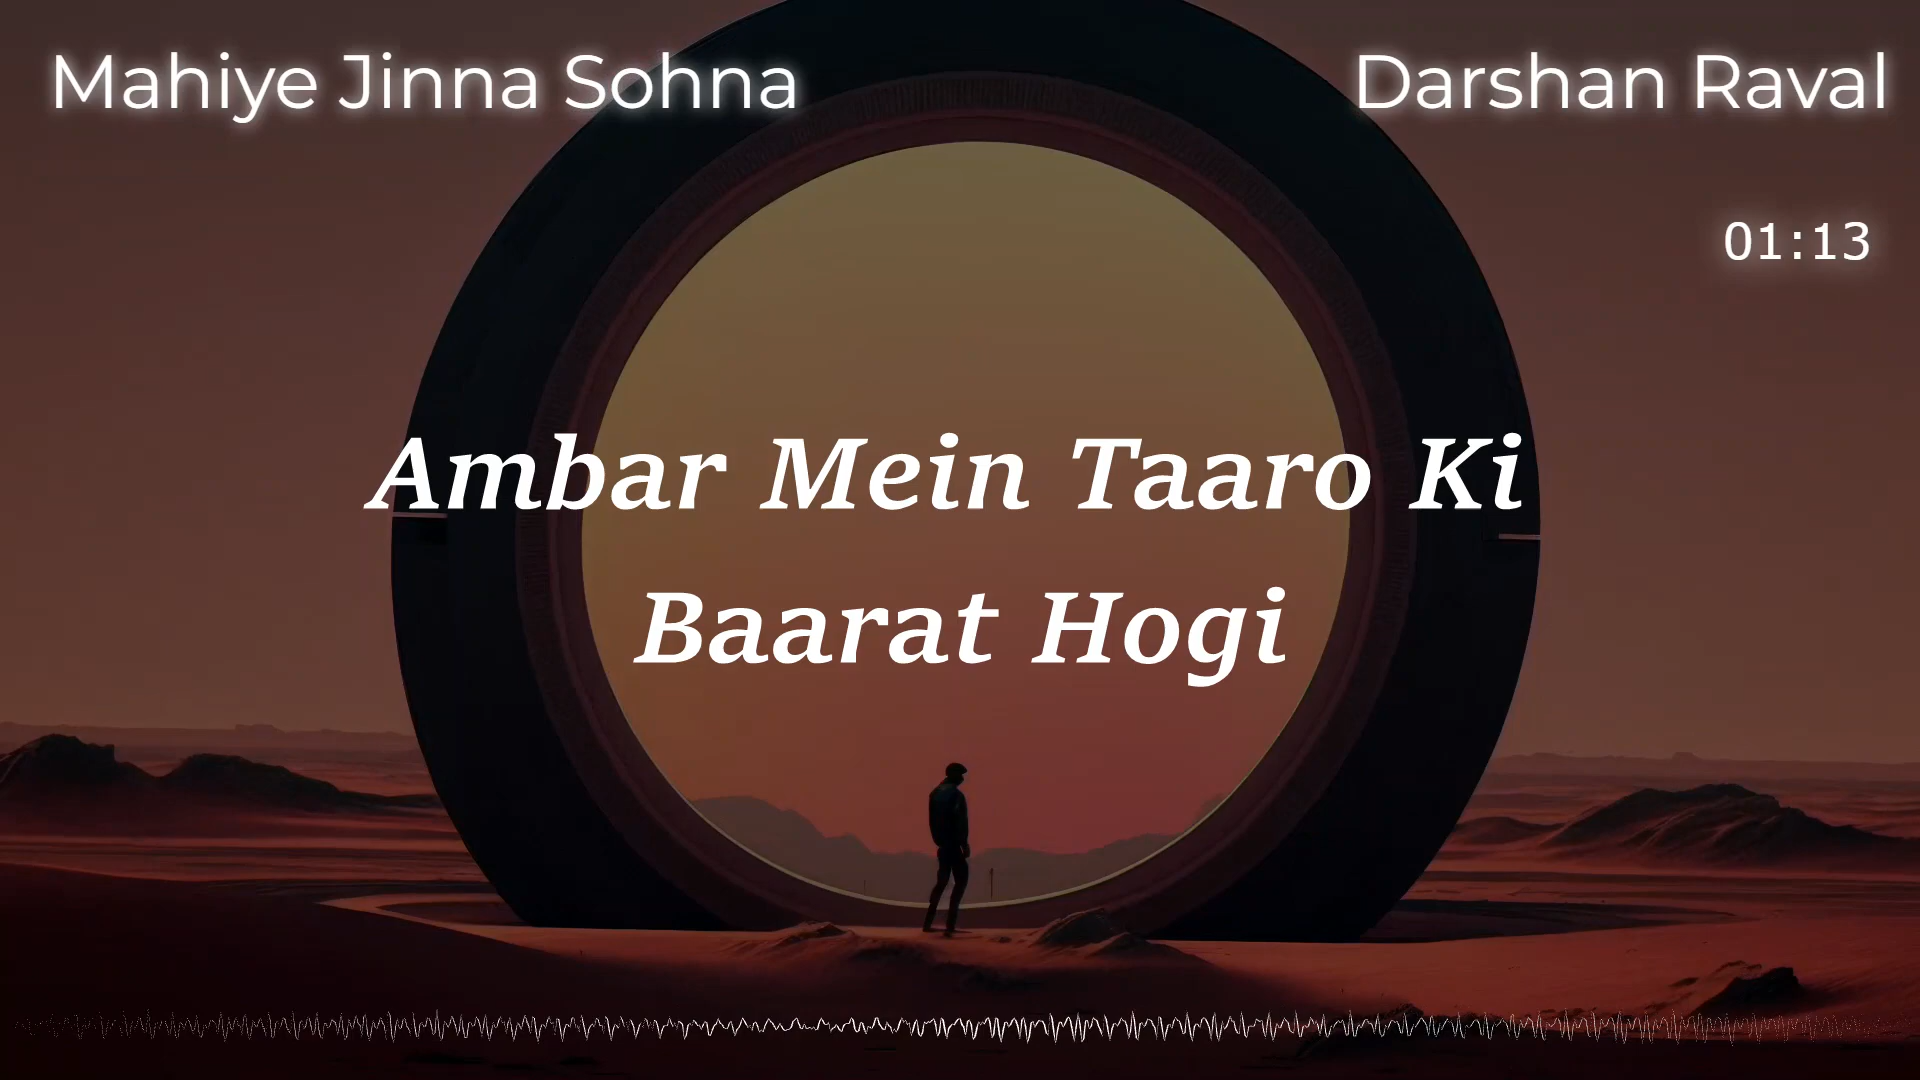 Mahiye Jinna Sohna
Darshan Raval
01:13
Ambar Mein Taaro Ki
Baarat Hogi